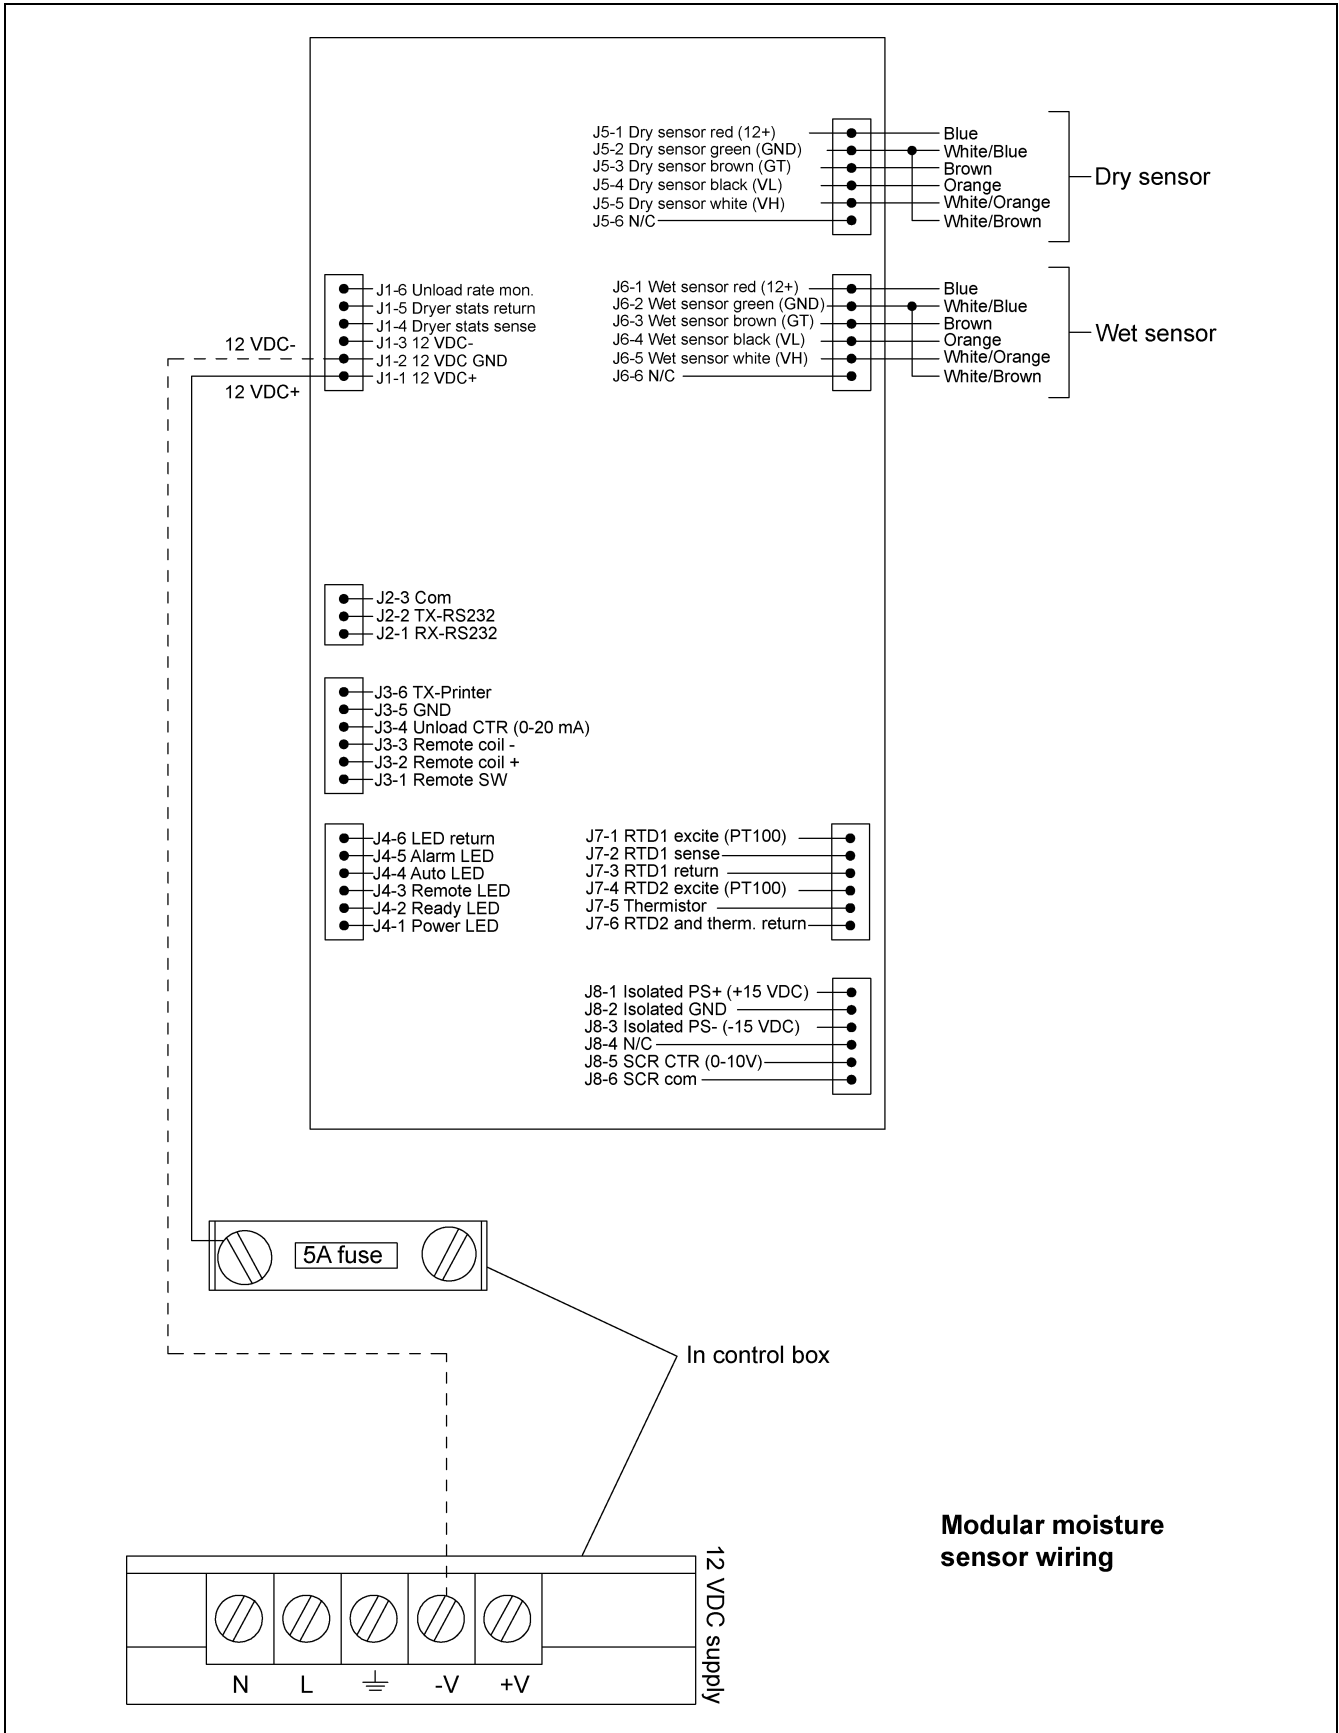 J5-1 Dry sensor red (12+)
J5-2 Dry sensor green (GND)
J5-3 Dry sensor brown (GT)
J5-4 Dry sensor black (VL)
J5-5 Dry sensor white (VH)
J5-6 N/C
Blue
White/Blue
Brown
Orange
White/Orange
White/Brown
Dry sensor
J1-6 Unload rate mon.
J1-5 Dryer stats return
J1-4 Dryer stats sense
J1-3 12 VDC-
J1-2 12 VDC GND
J1-1 12 VDC+
12 VDC-
12 VDC+
J6-1 Wet sensor red (12+)
J6-2 Wet sensor green (GND)
J6-3 Wet sensor brown (GT)
J6-4 Wet sensor black (VL)
J6-5 Wet sensor white (VH)
J6-6 N/C
Blue
White/Blue
Brown
Orange
White/Orange
White/Brown
Wet sensor
J2-3 Com
J2-2 TX-RS232
J2-1 RX-RS232
J3-6 TX-Printer
J3-5 GND
J3-4 Unload CTR (0-20 mA)
J3-3 Remote coil -
J3-2 Remote coil +
J3-1 Remote SW
J4-6 LED return
J4-5 Alarm LED
J4-4 Auto LED
J4-3 Remote LED
J4-2 Ready LED
J4-1 Power LED
J7-1 RTD1 excite (PT100)
J7-2 RTD1 sense
J7-3 RTD1 return
J7-4 RTD2 excite (PT100)
J7-5 Thermistor
J7-6 RTD2 and therm. return
J8-1 Isolated PS+ (+15 VDC)
J8-2 Isolated GND
J8-3 Isolated PS- (-15 VDC)
J8-4 N/C
J8-5 SCR CTR (0-10V)
J8-6 SCR com
5A fuse
In control box
Modular moisture
sensor wiring
12 VDC supply
N
L
-V
+V